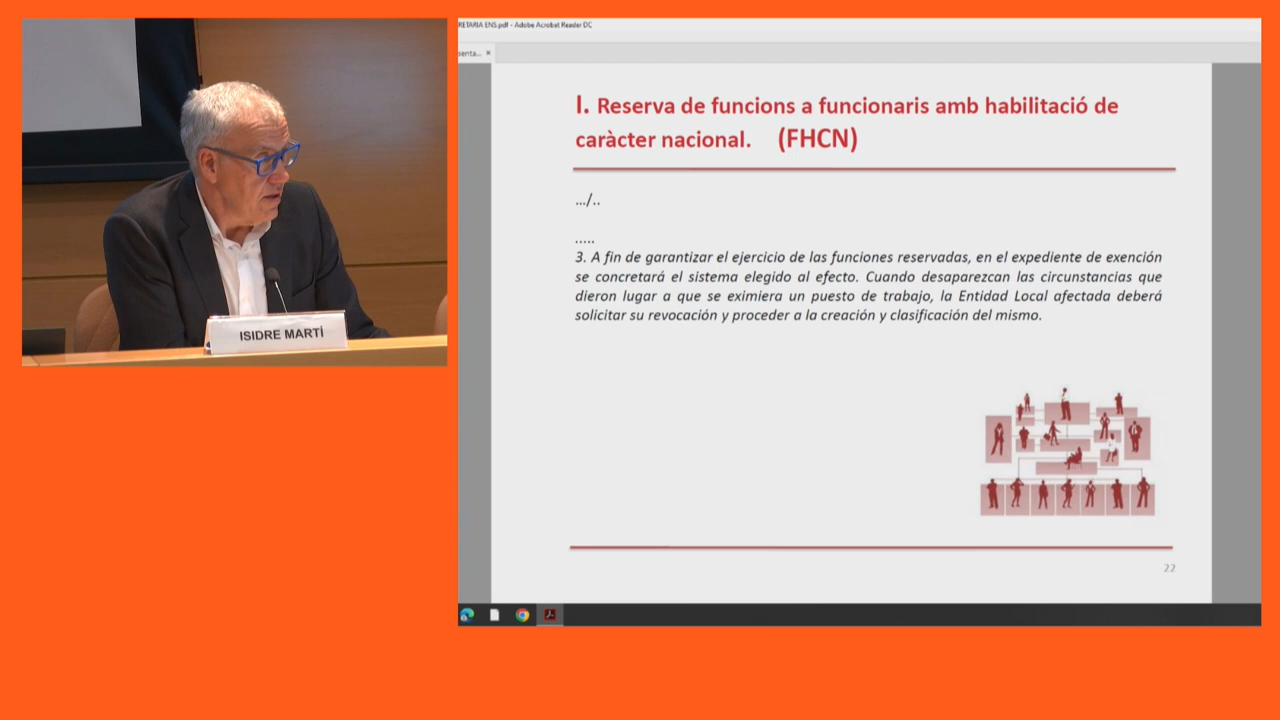 RETARIA ENS.pdf - Adobe Acrobat Reader DC
senta... ×
I. Reserva de funcions a funcionaris amb habilitació de
caràcter nacional. (FHCN)
.../..
.....
3. A fin de garantizar el ejercicio de las funciones reservadas, en el expediente de exención
se concretará el sistema elegido al efecto. Cuando desaparezcan las circunstancias que
dieron lugar a que se eximiera un puesto de trabajo, la Entidad Local afectada deberá
solicitar su revocación y proceder a la creación y clasificación del mismo.
22
ISIDRE MARTÍ